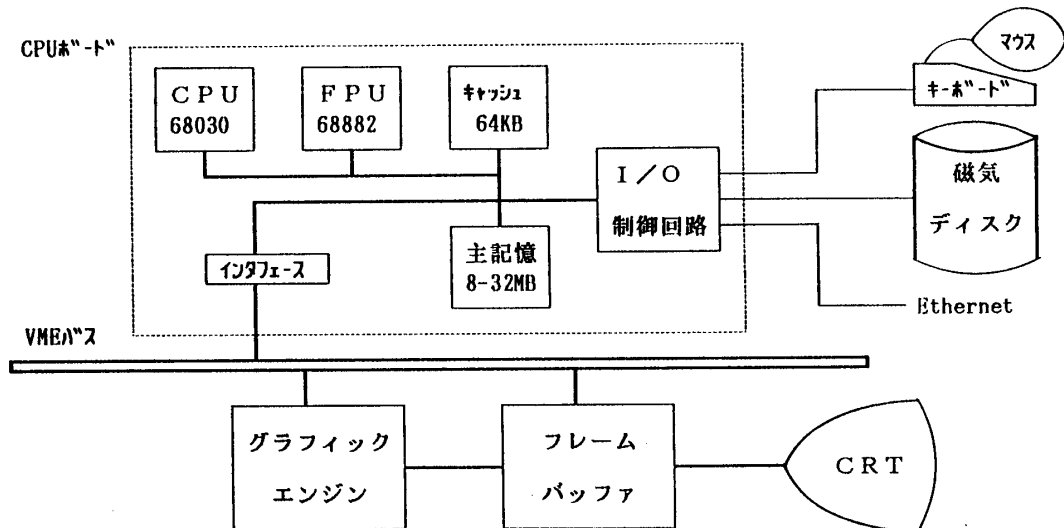 CPUボード
CPU
68030
FPU
68882
キャッシュ
64KB
マウス
キーボード
I/O
制御回路
磁気
ディスク
主記憶
8-32MB
インタフェース
Ethernet
VMEバス
グラフィック
エンジン
フレーム
バッファ
CRT